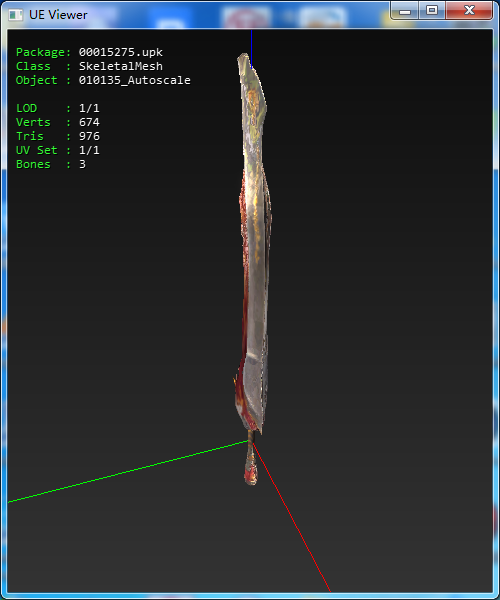 UE Viewer
Package: 00015275.upk
Class : SkeletalMesh
Object : 010135_Autoscale
LOD : 1/1
Verts : 674
Tris : 976
UV Set : 1/1
Bones : 3